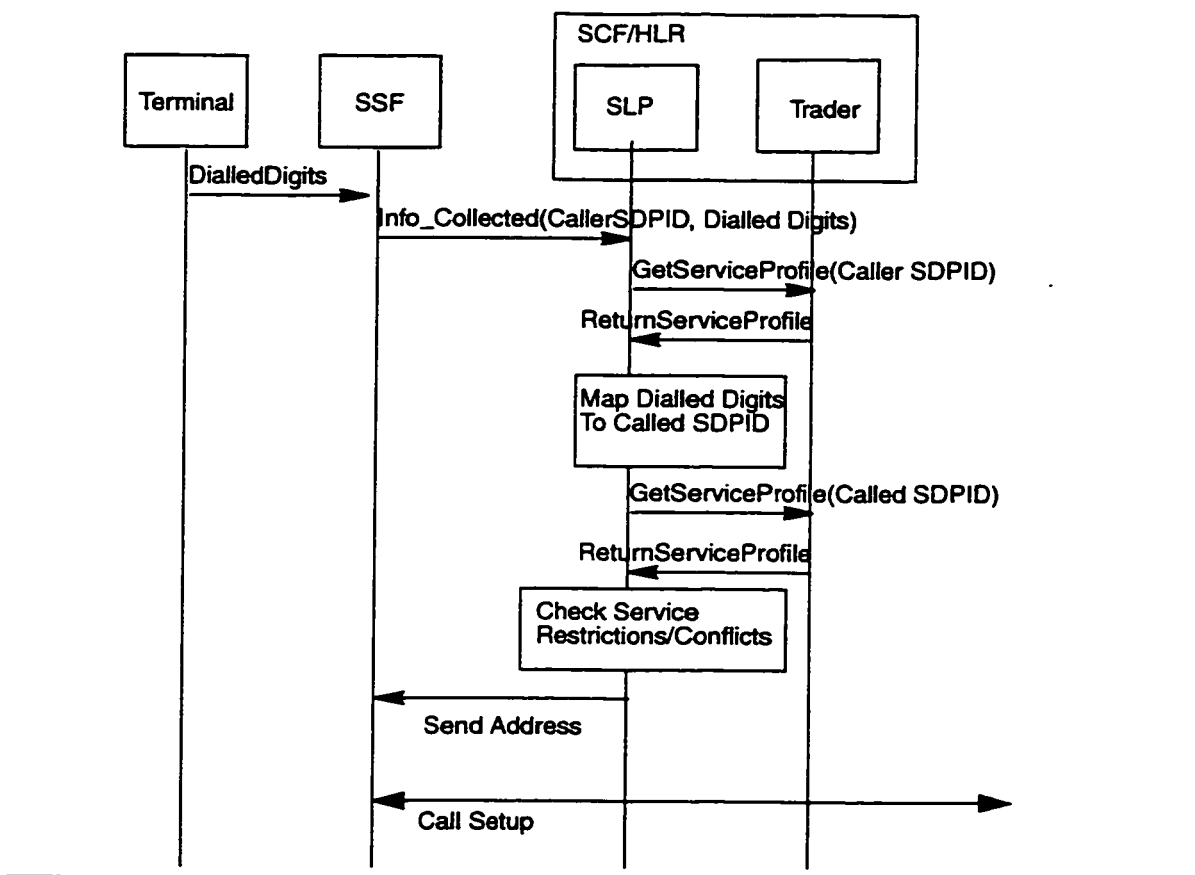 SCF/HLR
Terminal
SSF
SLP
Trader
DialledDigits
Info_Collected(CallerSDPID, Dialled Digits)
GetServiceProfile(Caller SDPID)
ReturnServiceProfile
Map Dialled Digits
To Called SDPID
GetServiceProfile(Called SDPID)
ReturnServiceProfile
Check Service
Restrictions/Conflicts
Send Address
Call Setup